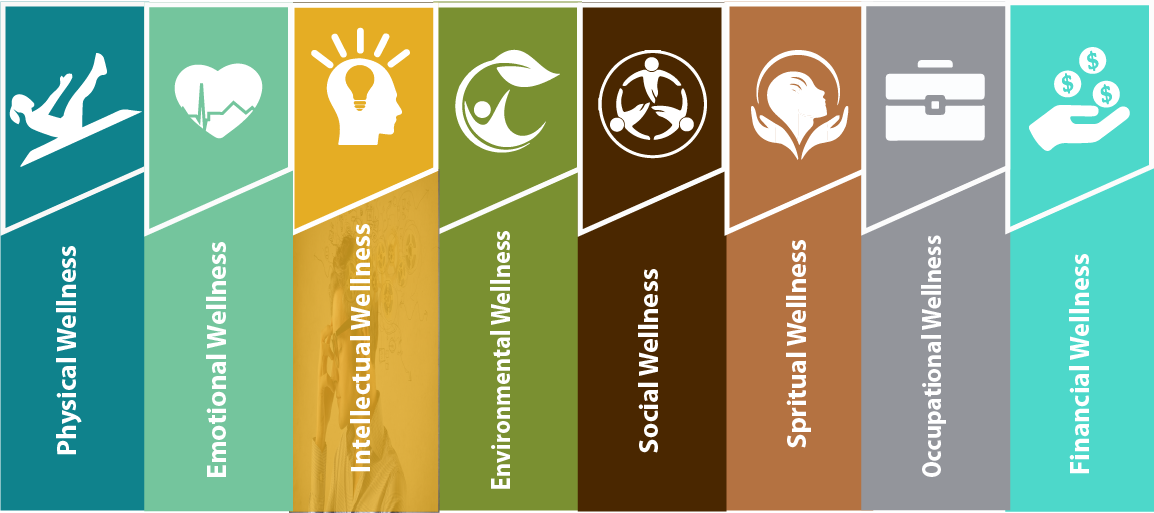 Physical Wellness
Emotional Wellness
Intellectual Wellness
Environmental Wellness
Social Wellness
Spritual Wellness
Occupational Wellness
$ $ $
Financial Wellness